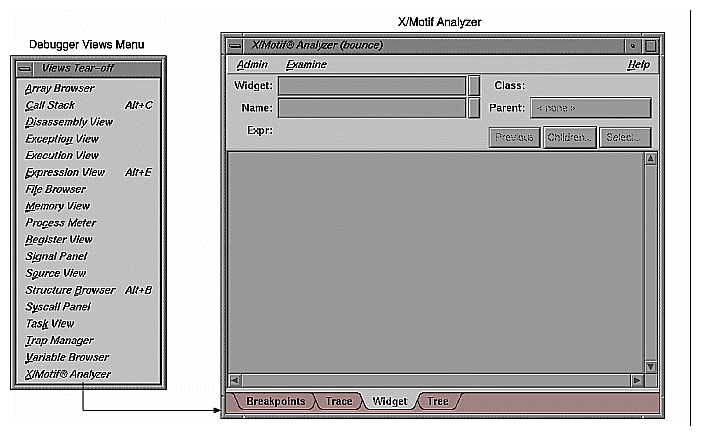 X/Motif Analyzer
Debugger Views Menu
Views Tear-off
Array Browser
Call Stack Alt+C
Disassembly View
Exception View
Execution View
Expression View Alt+E
File Browser
Memory View
Process Meter
Register View
Signal Panel
Source View
Structure Browser Alt+B
Syscall Panel
Task View
Trap Manager
Variable Browser
X/Motif® Analyzer
X/Motif® Analyzer (bounce)
Admin Examine Help
Widget: Class:
Name: Parent: < none >
Expr: Previous Children... Select...
Breakpoints Trace Widget Tree